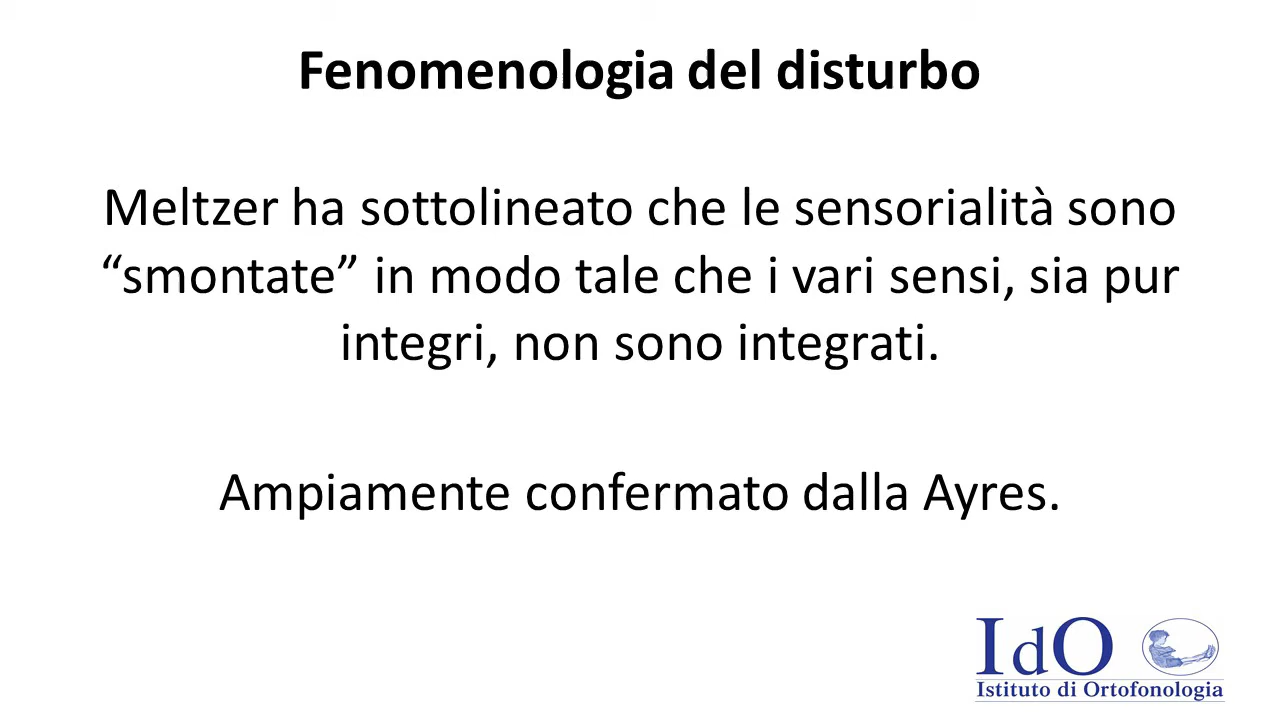 Fenomenologia del disturbo
Meltzer ha sottolineato che le sensorialità sono
“smontate” in modo tale che i vari sensi, sia pur
integri, non sono integrati.
Ampiamente confermato dalla Ayres.
IdO
Istituto di Ortofonologia